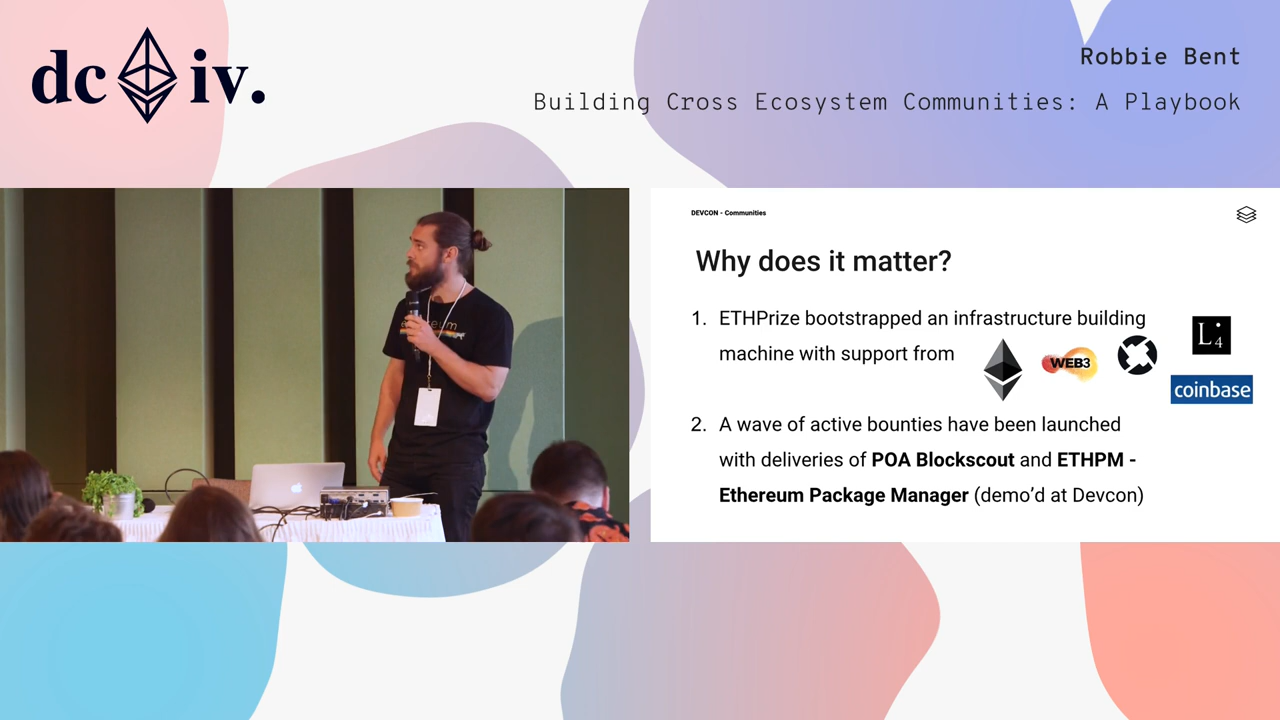 dc iv.
Robbie Bent
Building Cross Ecosystem Communities: A Playbook
DEVCON - Communities
Why does it matter?
1. ETHPrize bootstrapped an infrastructure building
machine with support from
WEB3
L4
coinbase
2. A wave of active bounties have been launched
with deliveries of POA Blockscout and ETHPM -
Ethereum Package Manager (demo'd at Devcon)